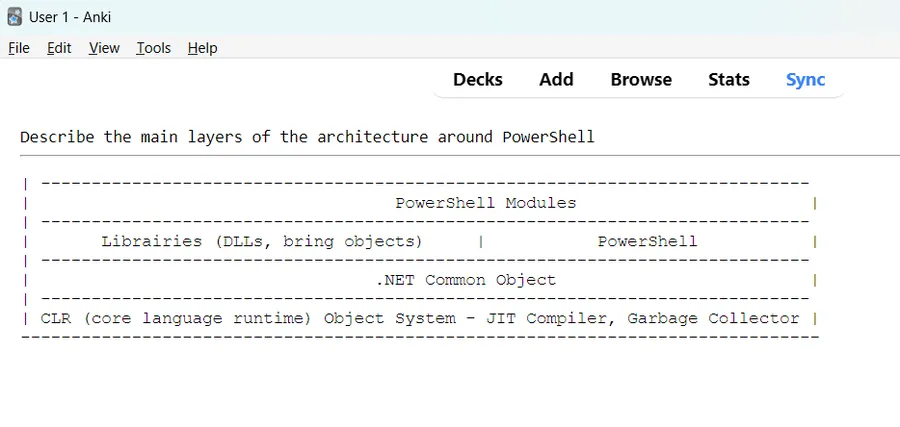 User 1 - Anki
File Edit View Tools Help
Decks Add Browse Stats Sync
Describe the main layers of the architecture around PowerShell
| -----------------------------------------------------------------------------
| PowerShell Modules |
| -----------------------------------------------------------------------------
| Librairies (DLLs, bring objects) | PowerShell |
| -----------------------------------------------------------------------------
| .NET Common Object |
| -----------------------------------------------------------------------------
| CLR (core language runtime) Object System - JIT Compiler, Garbage Collector |
--------------------------------------------------------------------------------